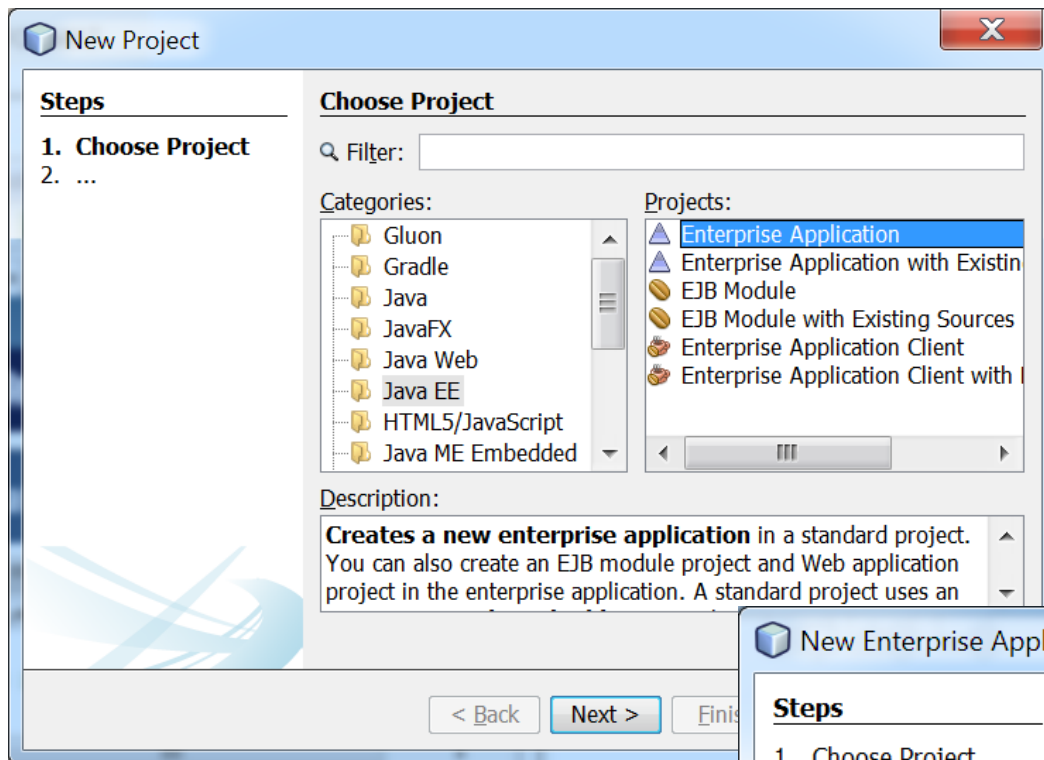 New Project
Steps
1. Choose Project
2. ...
Choose Project
Filter:
Categories:
Gluon
Gradle
Java
JavaFX
Java Web
Java EE
HTML5/JavaScript
Java ME Embedded
Projects:
Enterprise Application
Enterprise Application with Existin
EJB Module
EJB Module with Existing Sources
Enterprise Application Client
Enterprise Application Client with
Description:
Creates a new enterprise application in a standard project.
You can also create an EJB module project and Web application
project in the enterprise application. A standard project uses an
< Back
Next >
Finis
New Enterprise Appl
Steps
1. Choose Project